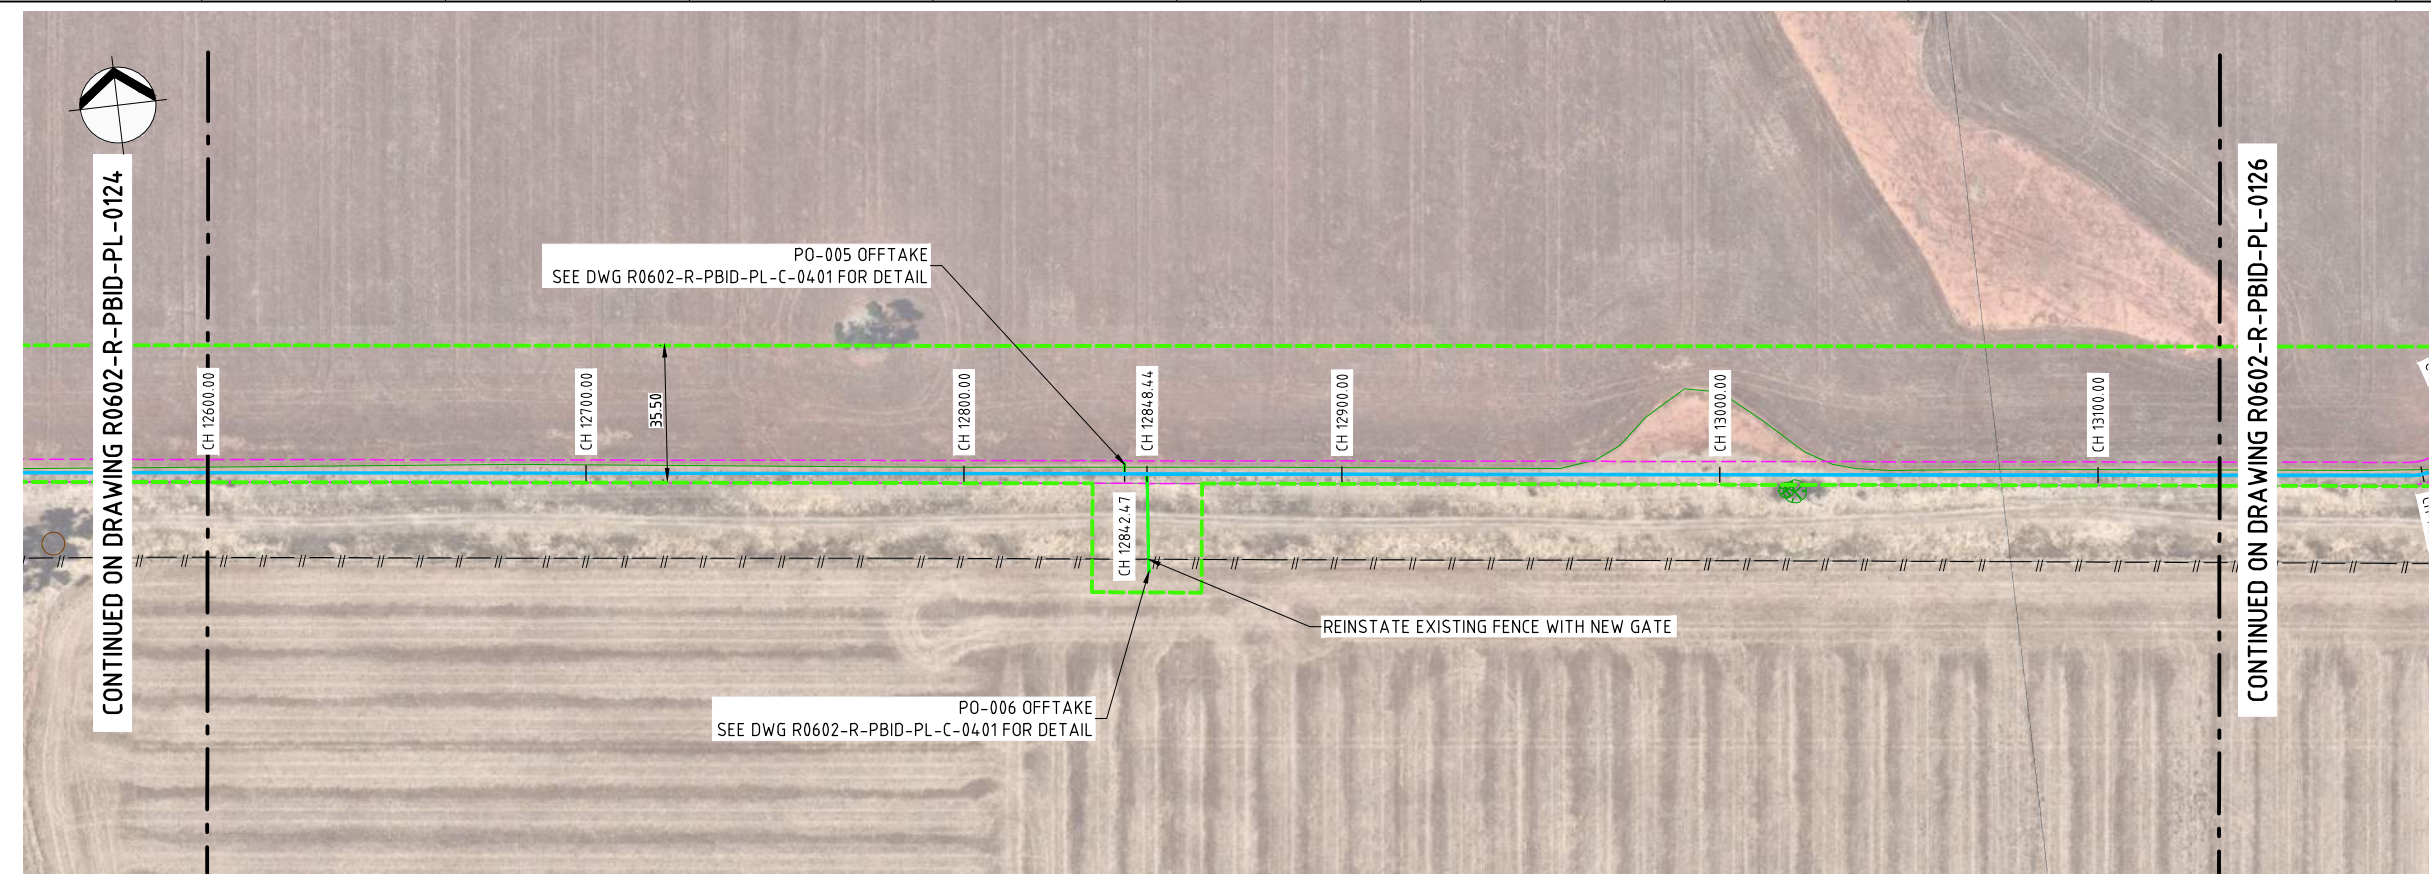 CONTINUED ON DRAWING R0602-R-PBID-PL-0124
PO-005 OFFTAKE
SEE DWG R0602-R-PBID-PL-C-0401 FOR DETAIL
CH 12600.00
CH 12700.00
35.50
CH 12800.00
CH 12848.44
CH 12900.00
CH 13000.00
CH 13100.00
CH 12842.47
REINSTATE EXISTING FENCE WITH NEW GATE
PO-006 OFFTAKE
SEE DWG R0602-R-PBID-PL-C-0401 FOR DETAIL
CONTINUED ON DRAWING R0602-R-PBID-PL-0126